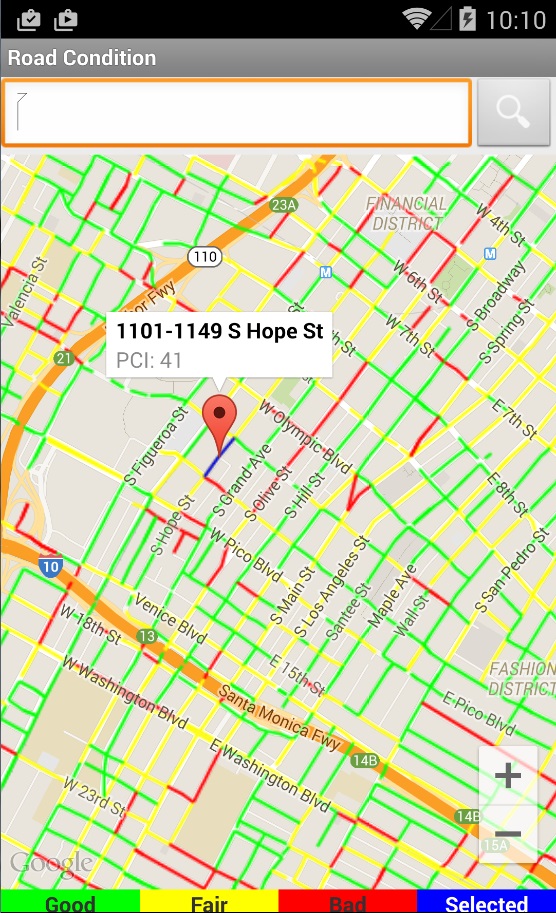 10:10
Road Condition
23A
FINANCIAL
DISTRICT
W 4th St
110
M
M
W 6th St
S Broadway
Valencia St
S Spring St
1101-1149 S Hope St
PCI: 41
W 7th St
21
E 7th St
W Olympic Blvd
S Figueroa St
S Grand Ave
S Olive St
S Hill St
E 8th St
S Hope St
W Pico Blvd
10
S Main St
S Los Angeles St
Santee St
Maple Ave
Wall St
S San Pedro St
Venice Blvd
W 18th St
13
E 15th St
FASHION
DISTRICT
W Washington Blvd
Santa Monica Fwy
E Pico Blvd
14B
E Washington Blvd
W 23rd St
+
14B
−
15A
Google
Good Fair Bad Selected